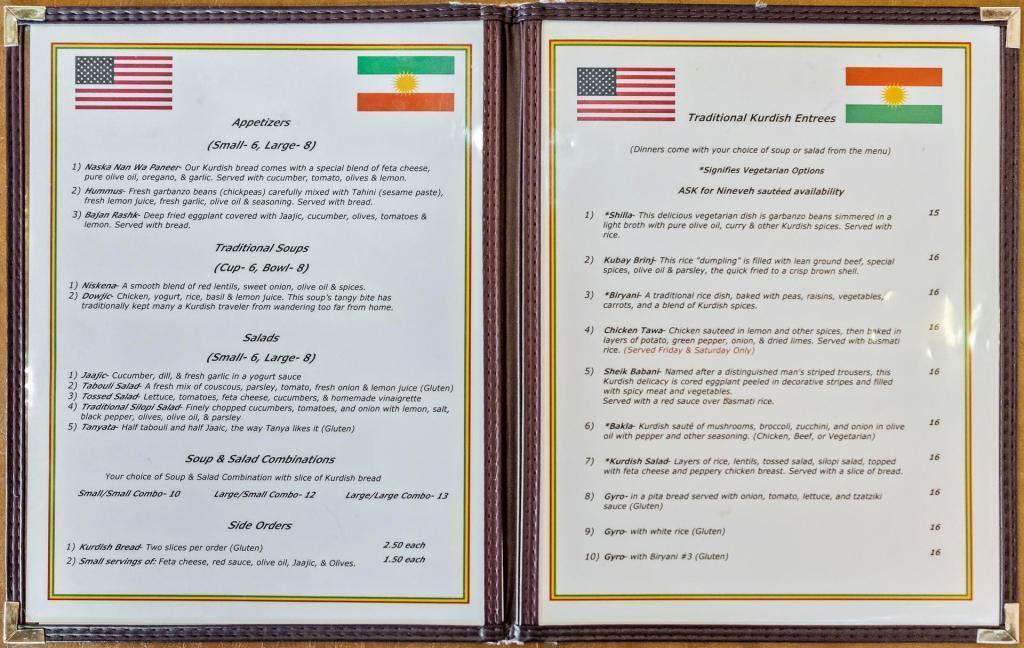 Appetizers
(Small- 6, Large- 8)
1) Naska Nan Wa Paneer- Our Kurdish bread comes with a special blend of feta cheese,
pure olive oil, oregano, & garlic. Served with cucumber, tomato, olives & lemon.
2) Hummus- Fresh garbanzo beans (chickpeas) carefully mixed with Tahini (sesame paste),
fresh lemon juice, fresh garlic, olive oil & seasoning. Served with bread.
3) Bajan Rashk- Deep fried eggplant covered with Jaajic, cucumber, olives, tomatoes &
lemon. Served with bread.
Traditional Soups
(Cup- 6, Bowl- 8)
1) Niskena- A smooth blend of red lentils, sweet onion, olive oil & spices.
2) Dowjic- Chicken, yogurt, rice, basil & lemon juice. This soup's tangy bite has
traditionally kept many a Kurdish traveler from wandering too far from home.
Salads
(Small- 6, Large- 8)
1) Jaajic- Cucumber, dill, & fresh garlic in a yogurt sauce
2) Tabouli Salad- A fresh mix of couscous, parsley, tomato, fresh onion & lemon juice (Gluten)
3) Tossed Salad- Lettuce, tomatoes, feta cheese, cucumbers, & homemade vinaigrette
4) Traditional Silopi Salad- Finely chopped cucumbers, tomatoes, and onion with lemon, salt,
black pepper, olives, olive oil, & parsley
5) Tanyata- Half tabouli and half Jaaic, the way Tanya likes it (Gluten)
Soup & Salad Combinations
Your choice of Soup & Salad Combination with slice of Kurdish bread
Small/Small Combo- 10 Large/Small Combo- 12 Large/Large Combo- 13
Side Orders
1) Kurdish Bread- Two slices per order (Gluten) 2.50 each
2) Small servings of: Feta cheese, red sauce, olive oil, Jaajic, & Olives. 1.50 each
Traditional Kurdish Entrees
(Dinners come with your choice of soup or salad from the menu)
*Signifies Vegetarian Options
ASK for Nineveh sautéed availability
1) *Shilla- This delicious vegetarian dish is garbanzo beans simmered in a 15
light broth with pure olive oil, curry & other Kurdish spices. Served with
rice.
2) Kubay Brinj- This rice "dumpling" is filled with lean ground beef, special 16
spices, olive oil & parsley, the quick fried to a crisp brown shell.
3) *Biryani- A traditional rice dish, baked with peas, raisins, vegetables, 16
carrots, and a blend of Kurdish spices.
4) Chicken Tawa- Chicken sauteed in lemon and other spices, then baked in 16
layers of potato, green pepper, onion, & dried limes. Served with basmati
rice. (Served Friday & Saturday Only)
5) Sheik Babani- Named after a distinguished man's striped trousers, this 16
Kurdish delicacy is cored eggplant peeled in decorative stripes and filled
with spicy meat and vegetables.
Served with a red sauce over Basmati rice.
6) *Bakla- Kurdish sauté of mushrooms, broccoli, zucchini, and onion in olive 16
oil with pepper and other seasoning. (Chicken, Beef, or Vegetarian)
7) *Kurdish Salad- Layers of rice, lentils, tossed salad, silopi salad, topped 16
with feta cheese and peppery chicken breast. Served with a slice of bread.
8) Gyro- in a pita bread served with onion, tomato, lettuce, and tzatziki 16
sauce (Gluten)
9) Gyro- with white rice (Gluten) 16
10) Gyro- with Biryani #3 (Gluten) 16